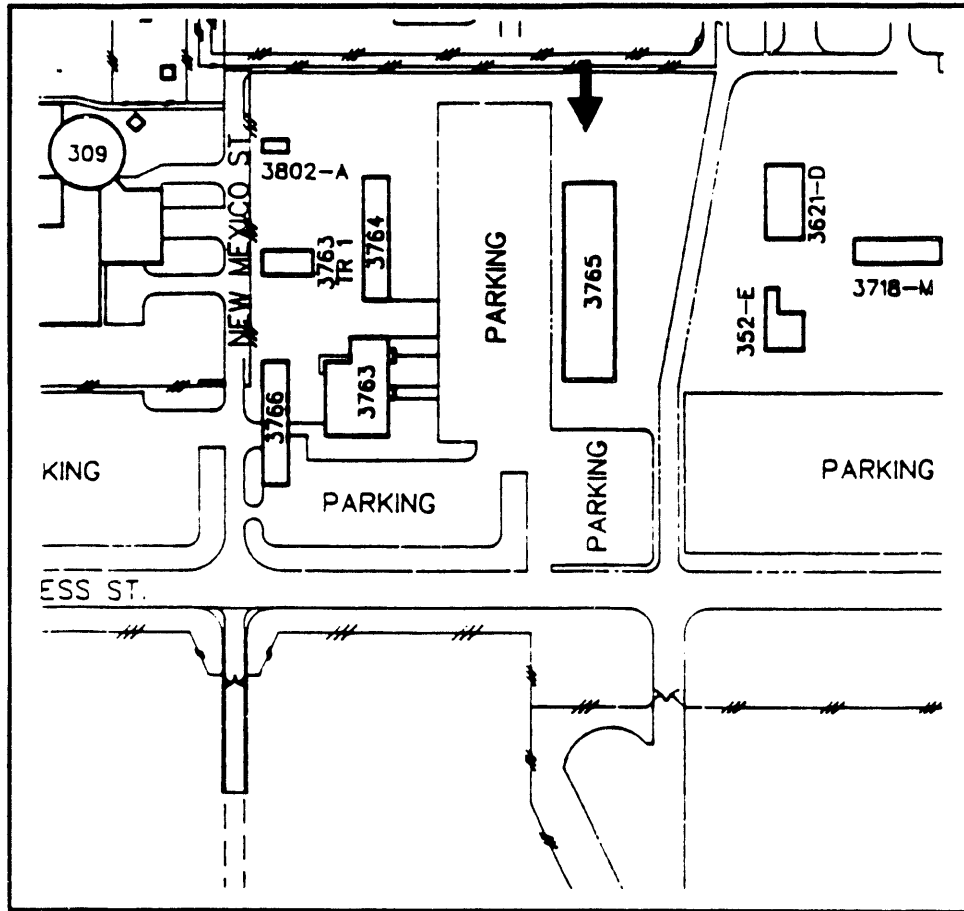 309
3802-A
NEW MEXICO ST.
3763
TR 1
3764
PARKING
3765
3621-D
3718-M
352-E
3766
3763
KING
PARKING
PARKING
PARKING
ESS ST.